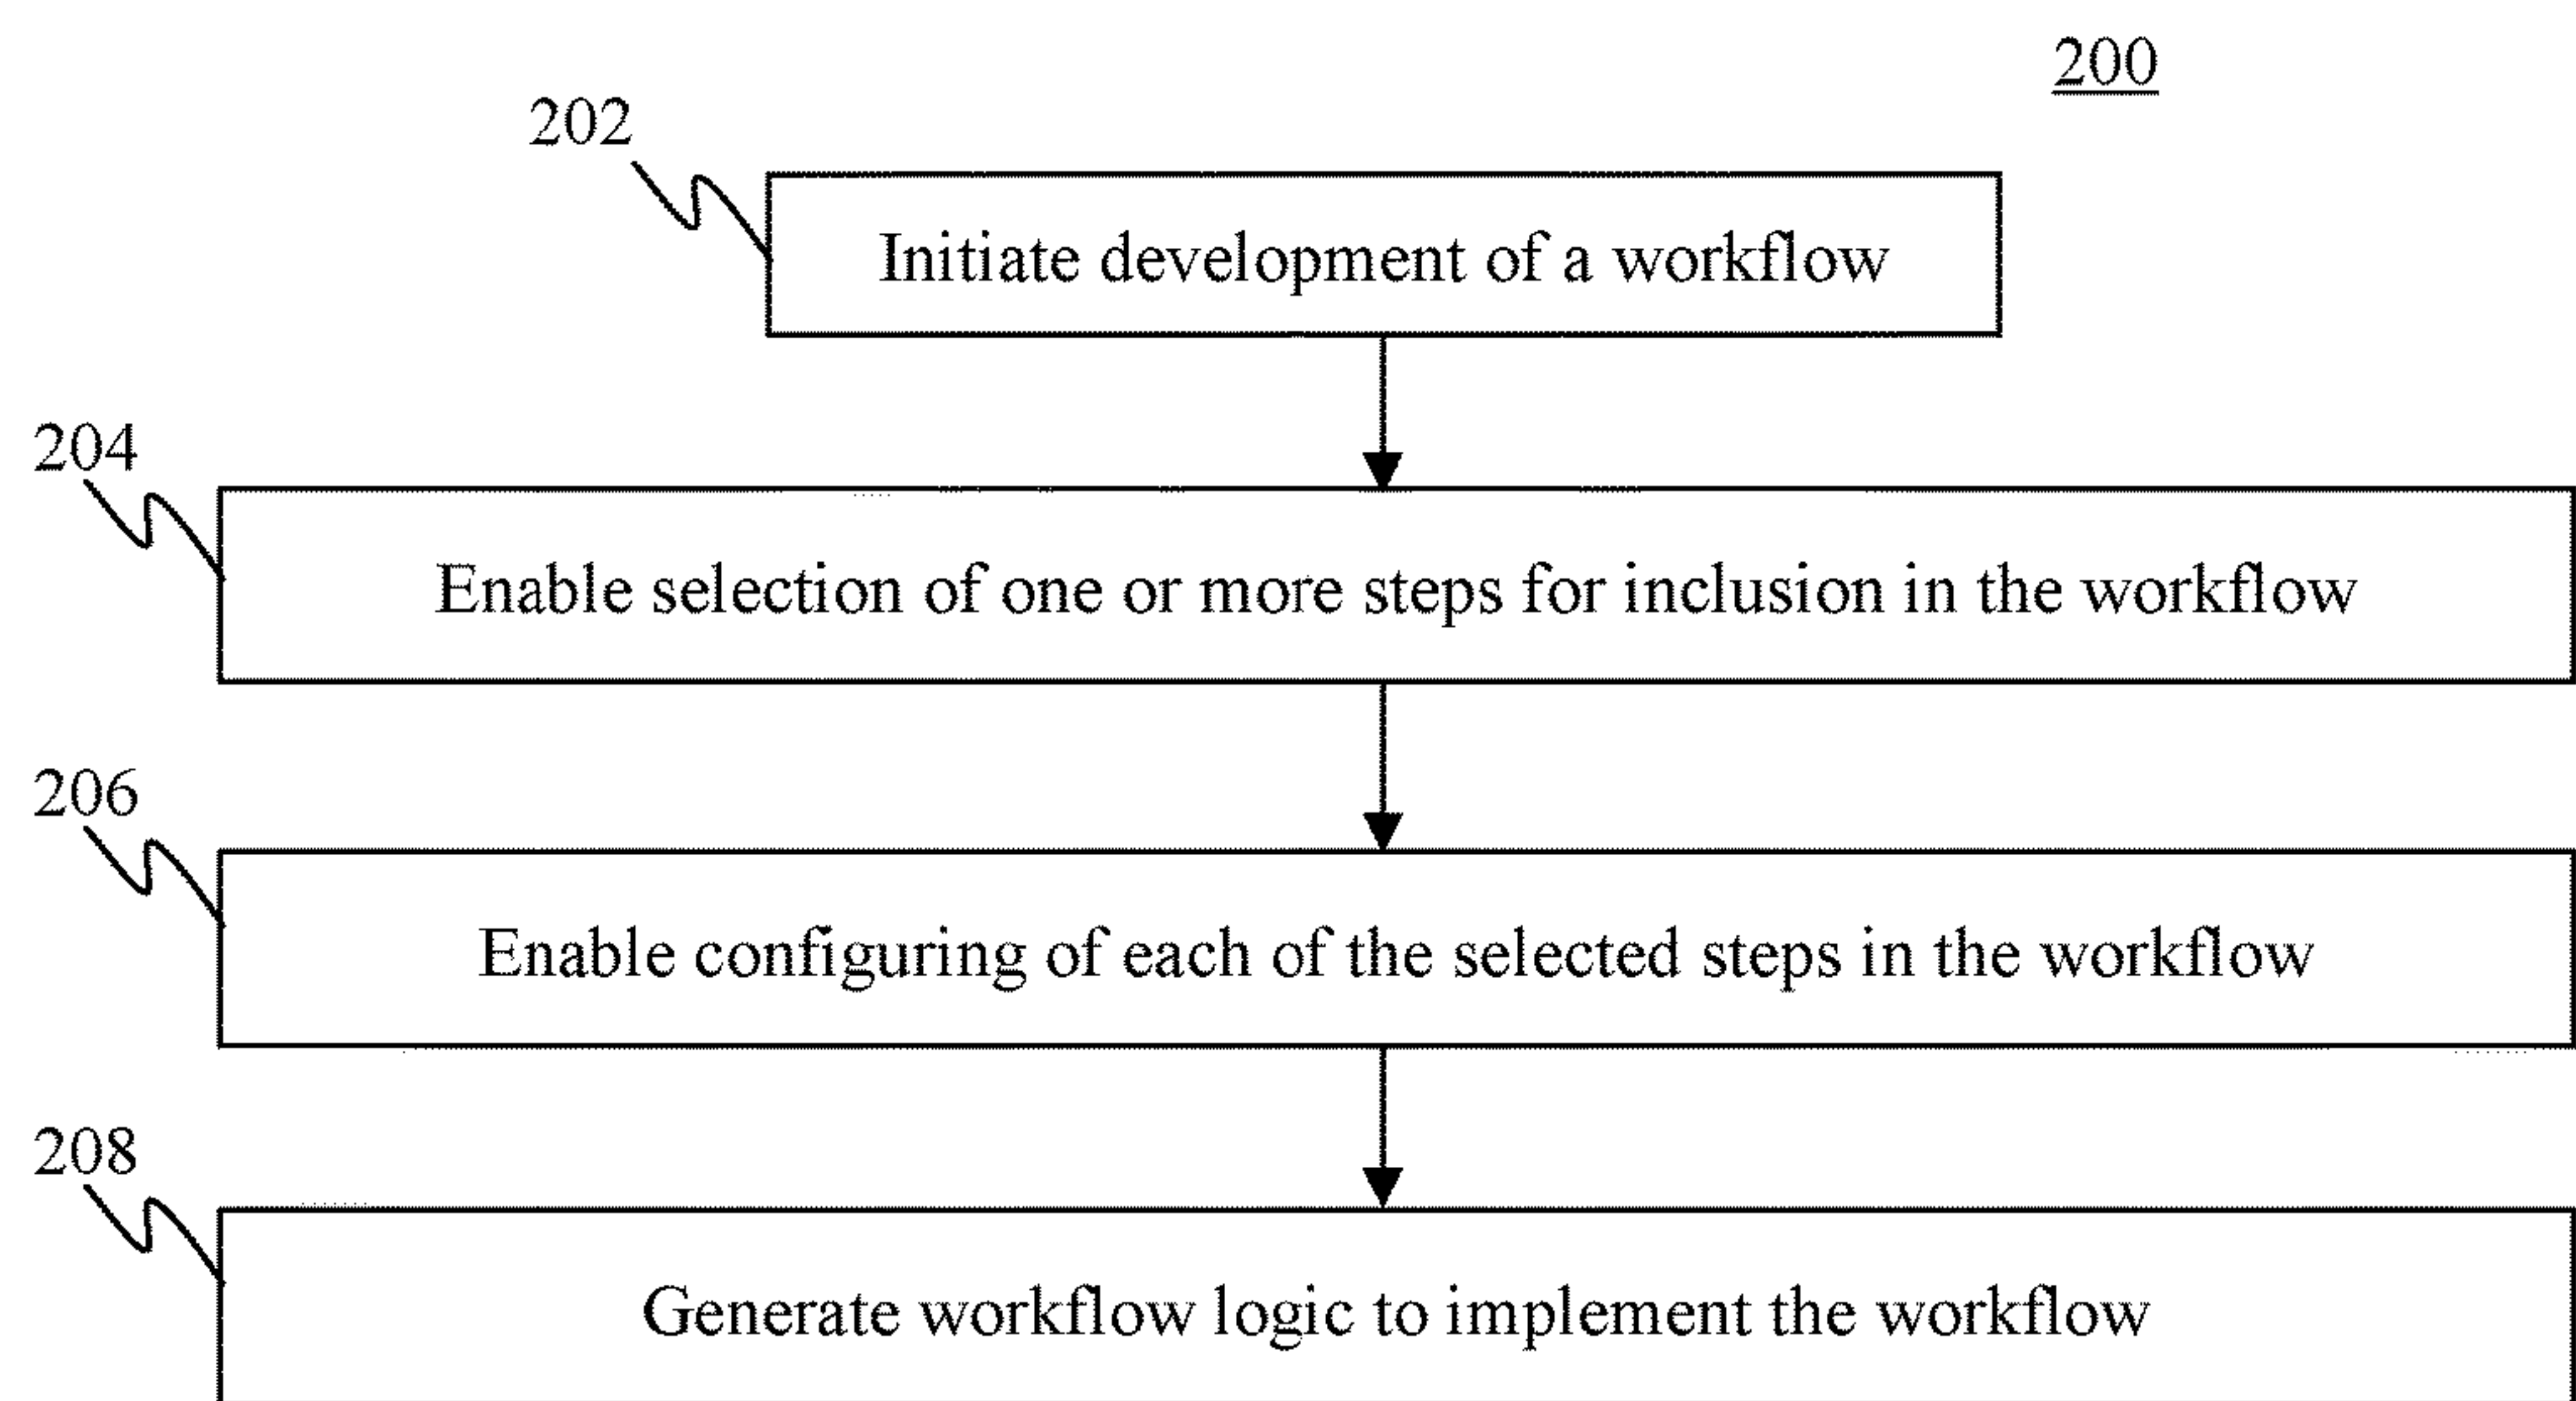 200
202
Initiate development of a workflow
204
Enable selection of one or more steps for inclusion in the workflow
206
Enable configuring of each of the selected steps in the workflow
208
Generate workflow logic to implement the workflow